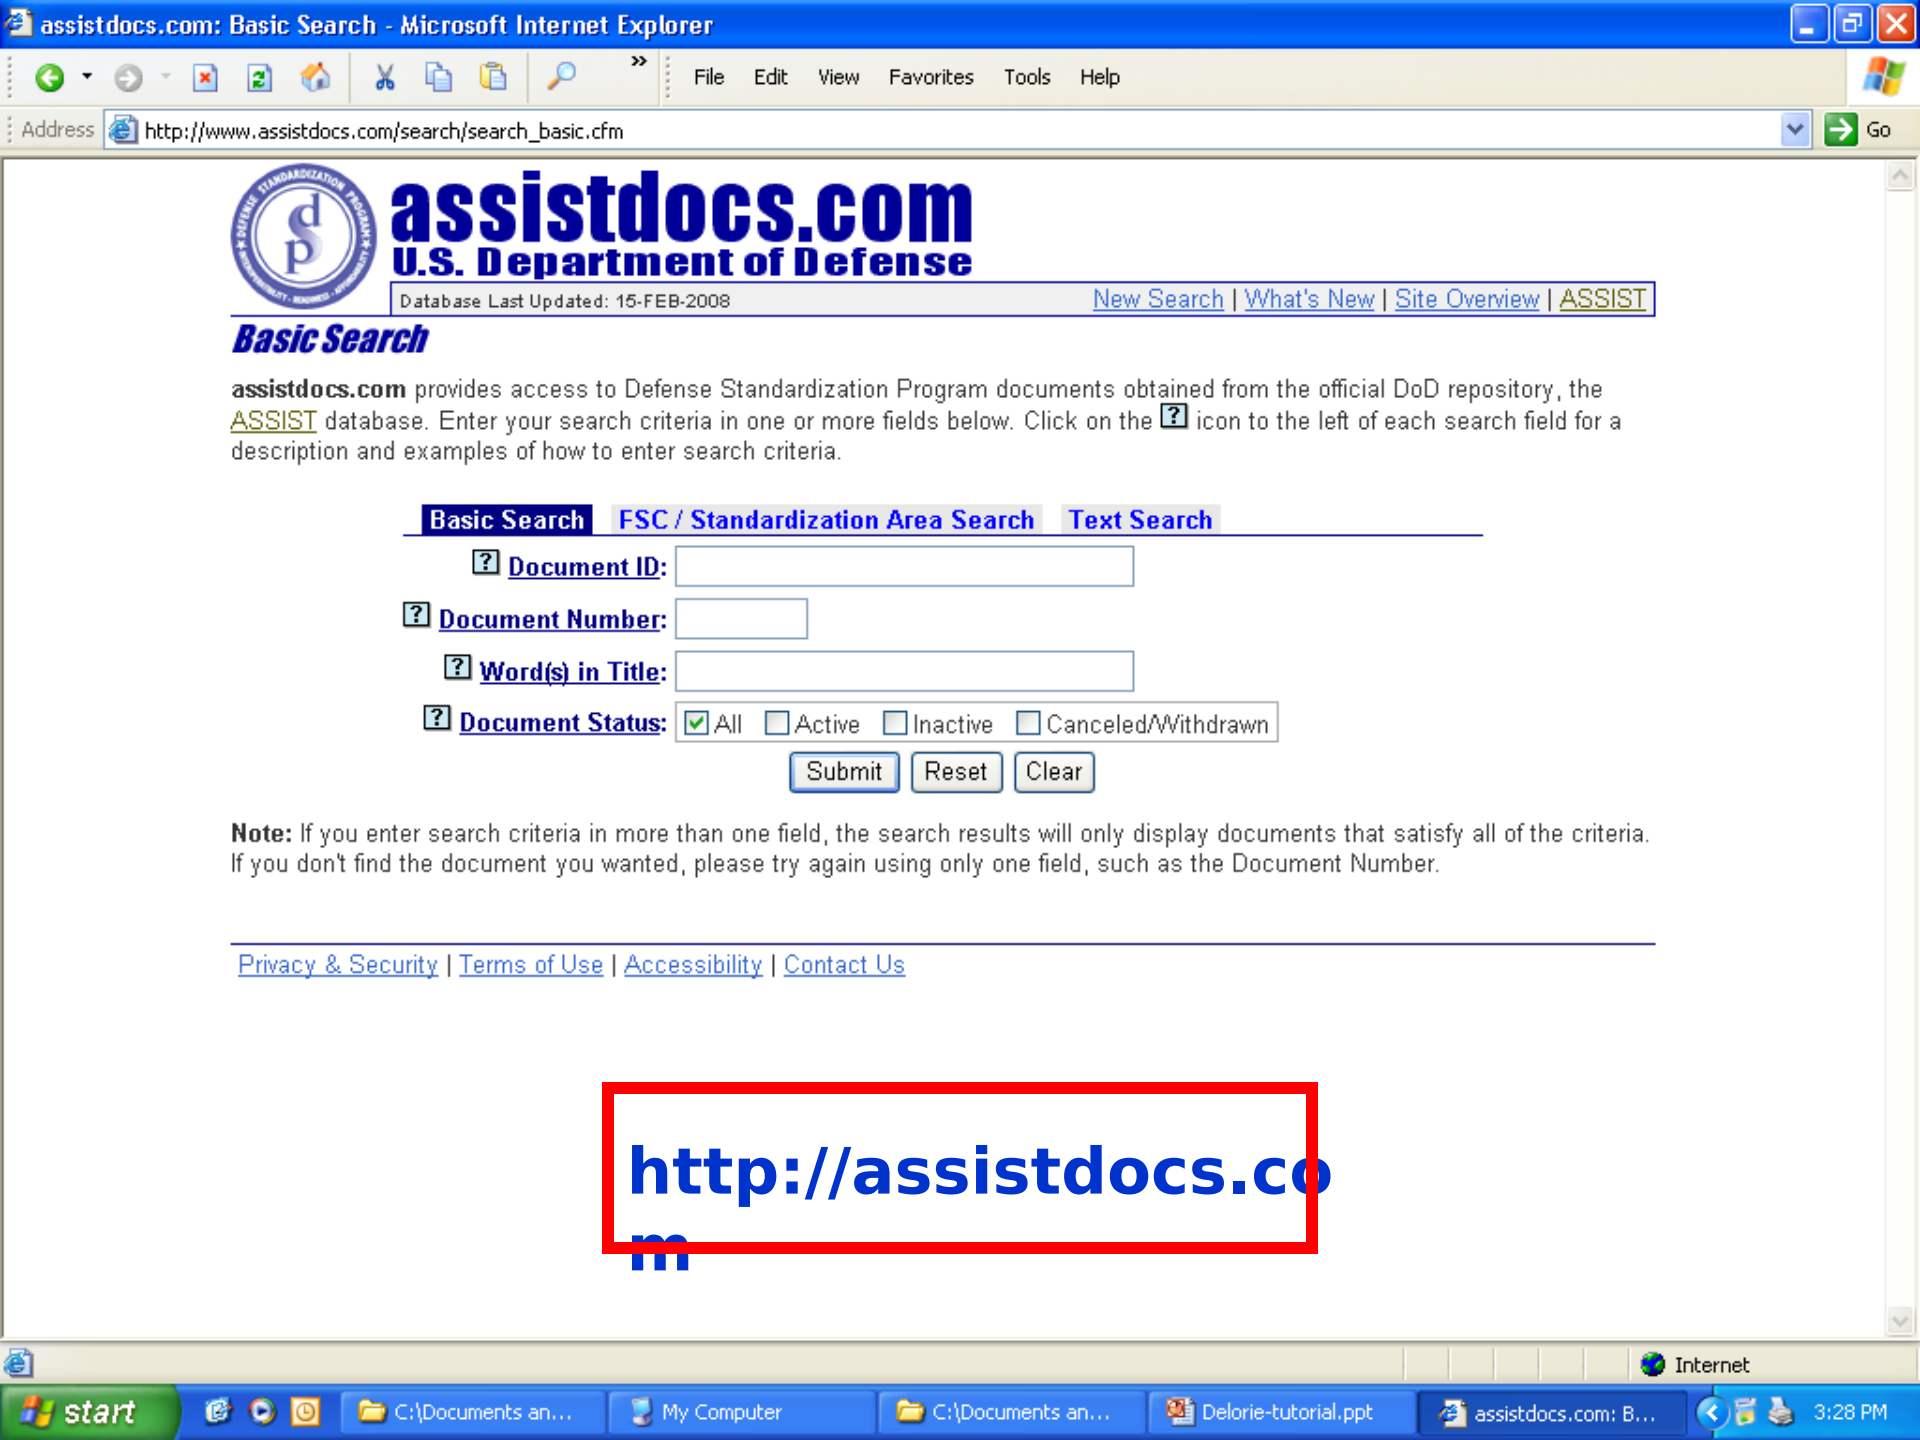 assistdocs.com: Basic Search - Microsoft Internet Explorer
» File Edit View Favorites Tools Help
Address http://www.assistdocs.com/search/search_basic.cfm Go
assistdocs.com
U.S. Department of Defense
Database Last Updated: 15-FEB-2008 New Search | What's New | Site Overview | ASSIST
Basic Search
assistdocs.com provides access to Defense Standardization Program documents obtained from the official DoD repository, the
ASSIST database. Enter your search criteria in one or more fields below. Click on the ? icon to the left of each search field for a
description and examples of how to enter search criteria.
Basic Search FSC / Standardization Area Search Text Search
? Document ID:
? Document Number:
? Word(s) in Title:
? Document Status: All Active Inactive Canceled/Withdrawn
Submit Reset Clear
Note: If you enter search criteria in more than one field, the search results will only display documents that satisfy all of the criteria.
If you don't find the document you wanted, please try again using only one field, such as the Document Number.
Privacy & Security | Terms of Use | Accessibility | Contact Us
http://assistdocs.co
m
Internet
start C:\Documents an... My Computer C:\Documents an... Delorie-tutorial.ppt assistdocs.com: B... 3:28 PM